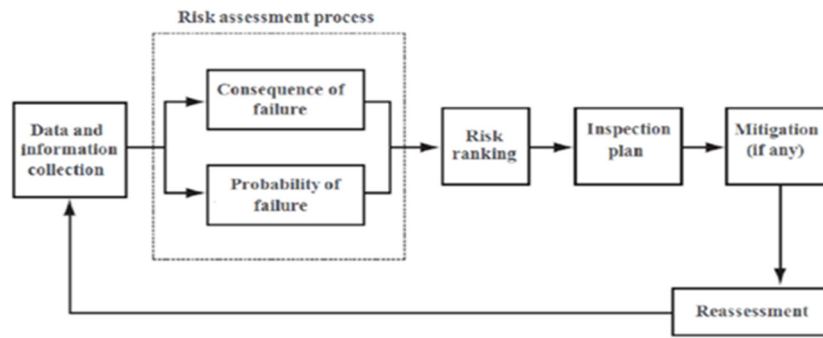 Risk assessment process
Consequence of
failure
Data and
information
collection
Probability of
failure
Risk
ranking
Inspection
plan
Mitigation
(if any)
Reassessment